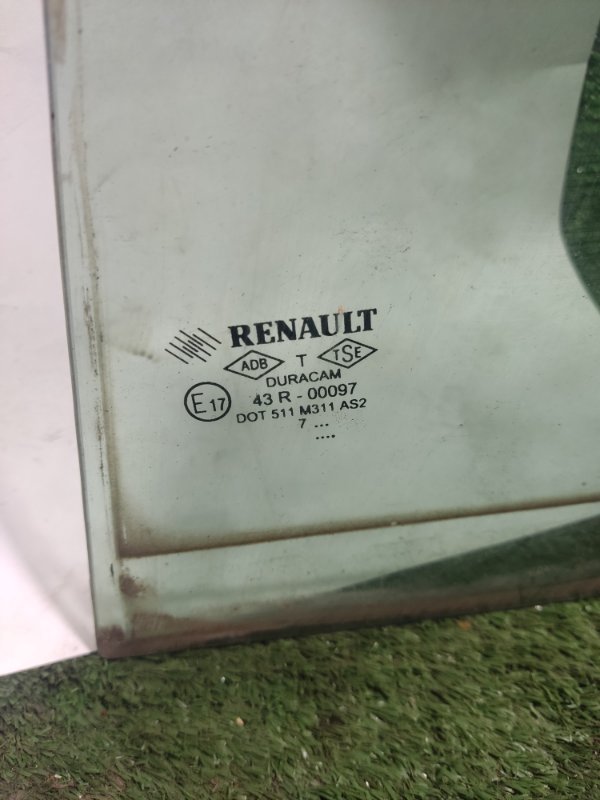 RENAULT
ADB T TSE
DURACAM
E17 43 R - 00097
DOT 511 M311 AS2
7 ...
....